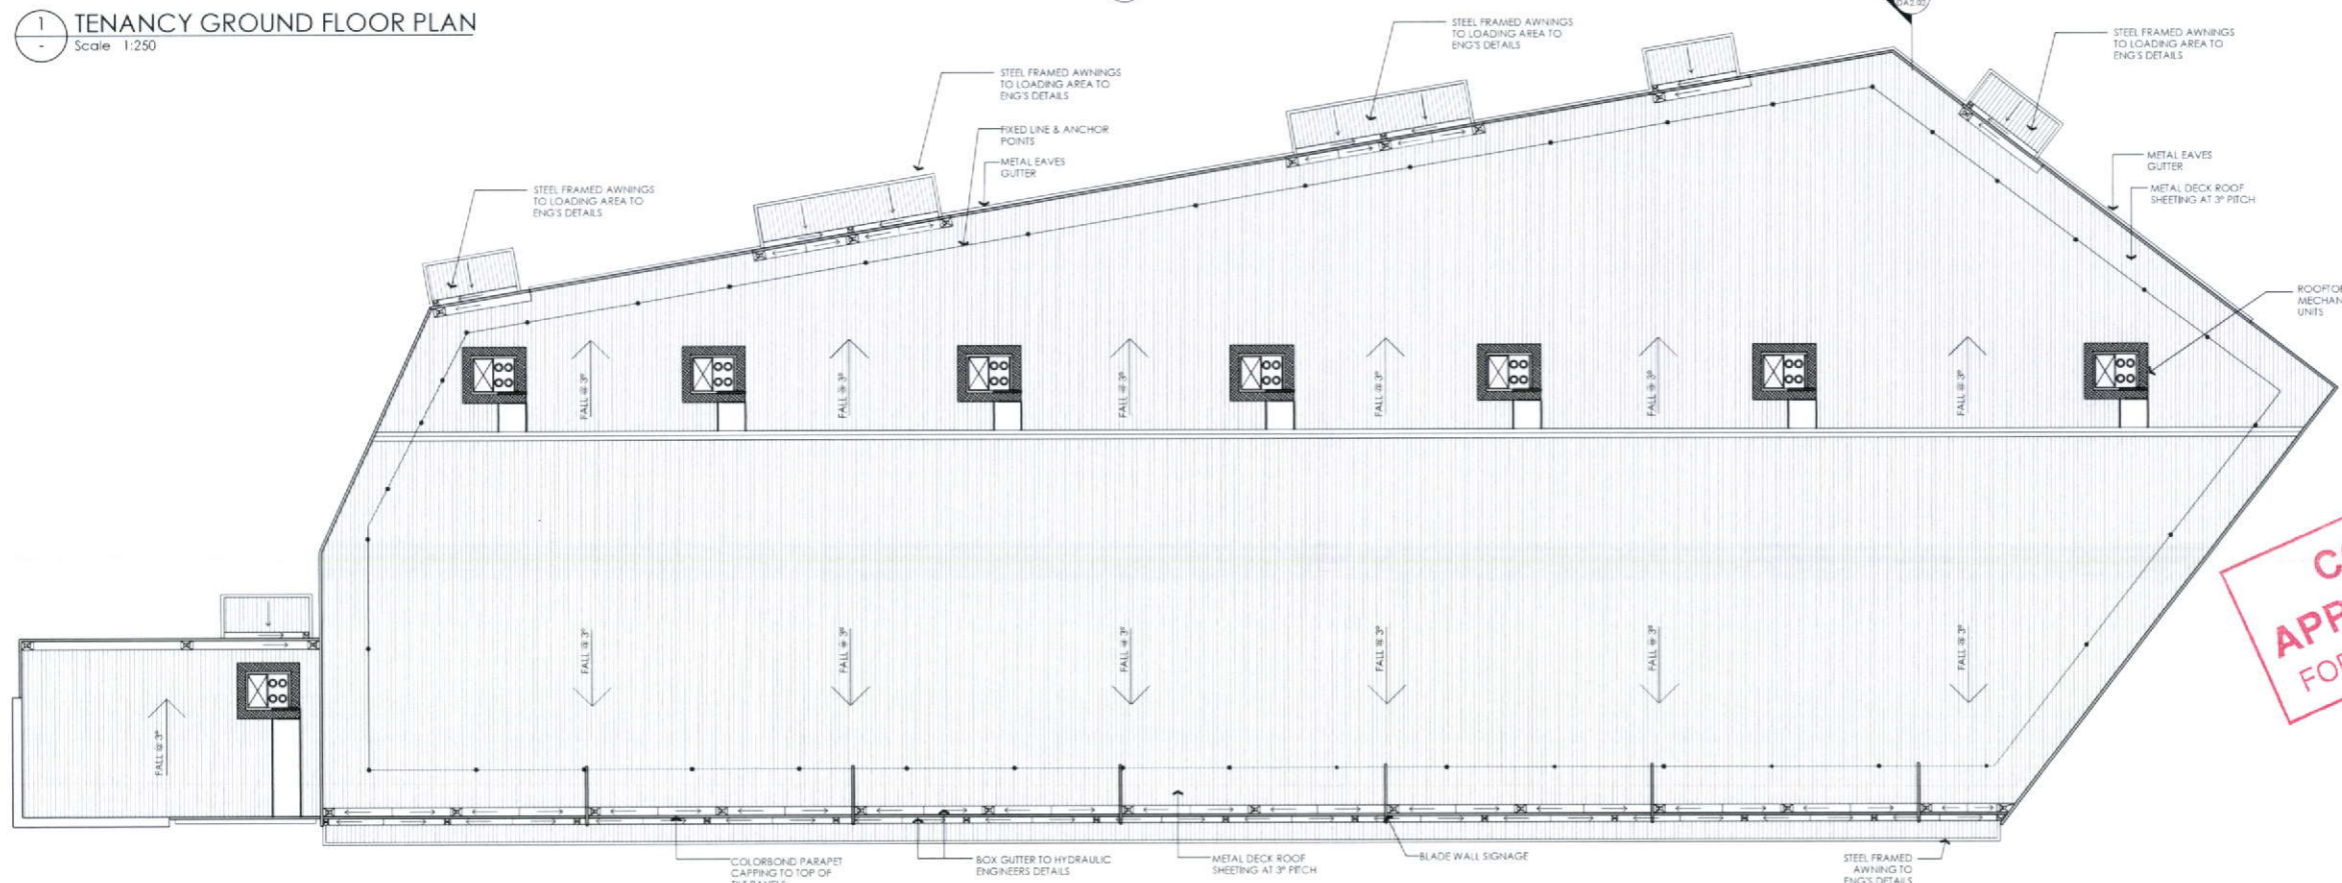 1
TENANCY GROUND FLOOR PLAN
-
Scale 1:250
STEEL FRAMED AWNINGS
TO LOADING AREA TO
ENG'S DETAILS
STEEL FRAMED AWNINGS
TO LOADING AREA TO
ENG'S DETAILS
FIXED LINE & ANCHOR
POINTS
METAL EAVES
GUTTER
STEEL FRAMED AWNINGS
TO LOADING AREA TO
ENG'S DETAILS
DA2.02
STEEL FRAMED AWNINGS
TO LOADING AREA TO
ENG'S DETAILS
METAL EAVES
GUTTER
METAL DECK ROOF
SHEETING AT 3° PITCH
ROOFTO
MECHAN
UNITS
FALL @ 3°
FALL @ 3°
FALL @ 3°
FALL @ 3°
FALL @ 3°
FALL @ 3°
FALL @ 3°
FALL @ 3°
FALL @ 3°
FALL @ 3°
FALL @ 3°
FALL @ 3°
FALL @ 3°
APP
FO
COLORBOND PARAPET
CAPPING TO TOP OF
BOX GUTTER TO HYDRAULIC
ENGINEERS DETAILS
METAL DECK ROOF
SHEETING AT 3° PITCH
BLADE WALL SIGNAGE
STEEL FRAMED
AWNING TO
ENG'S DETAILS